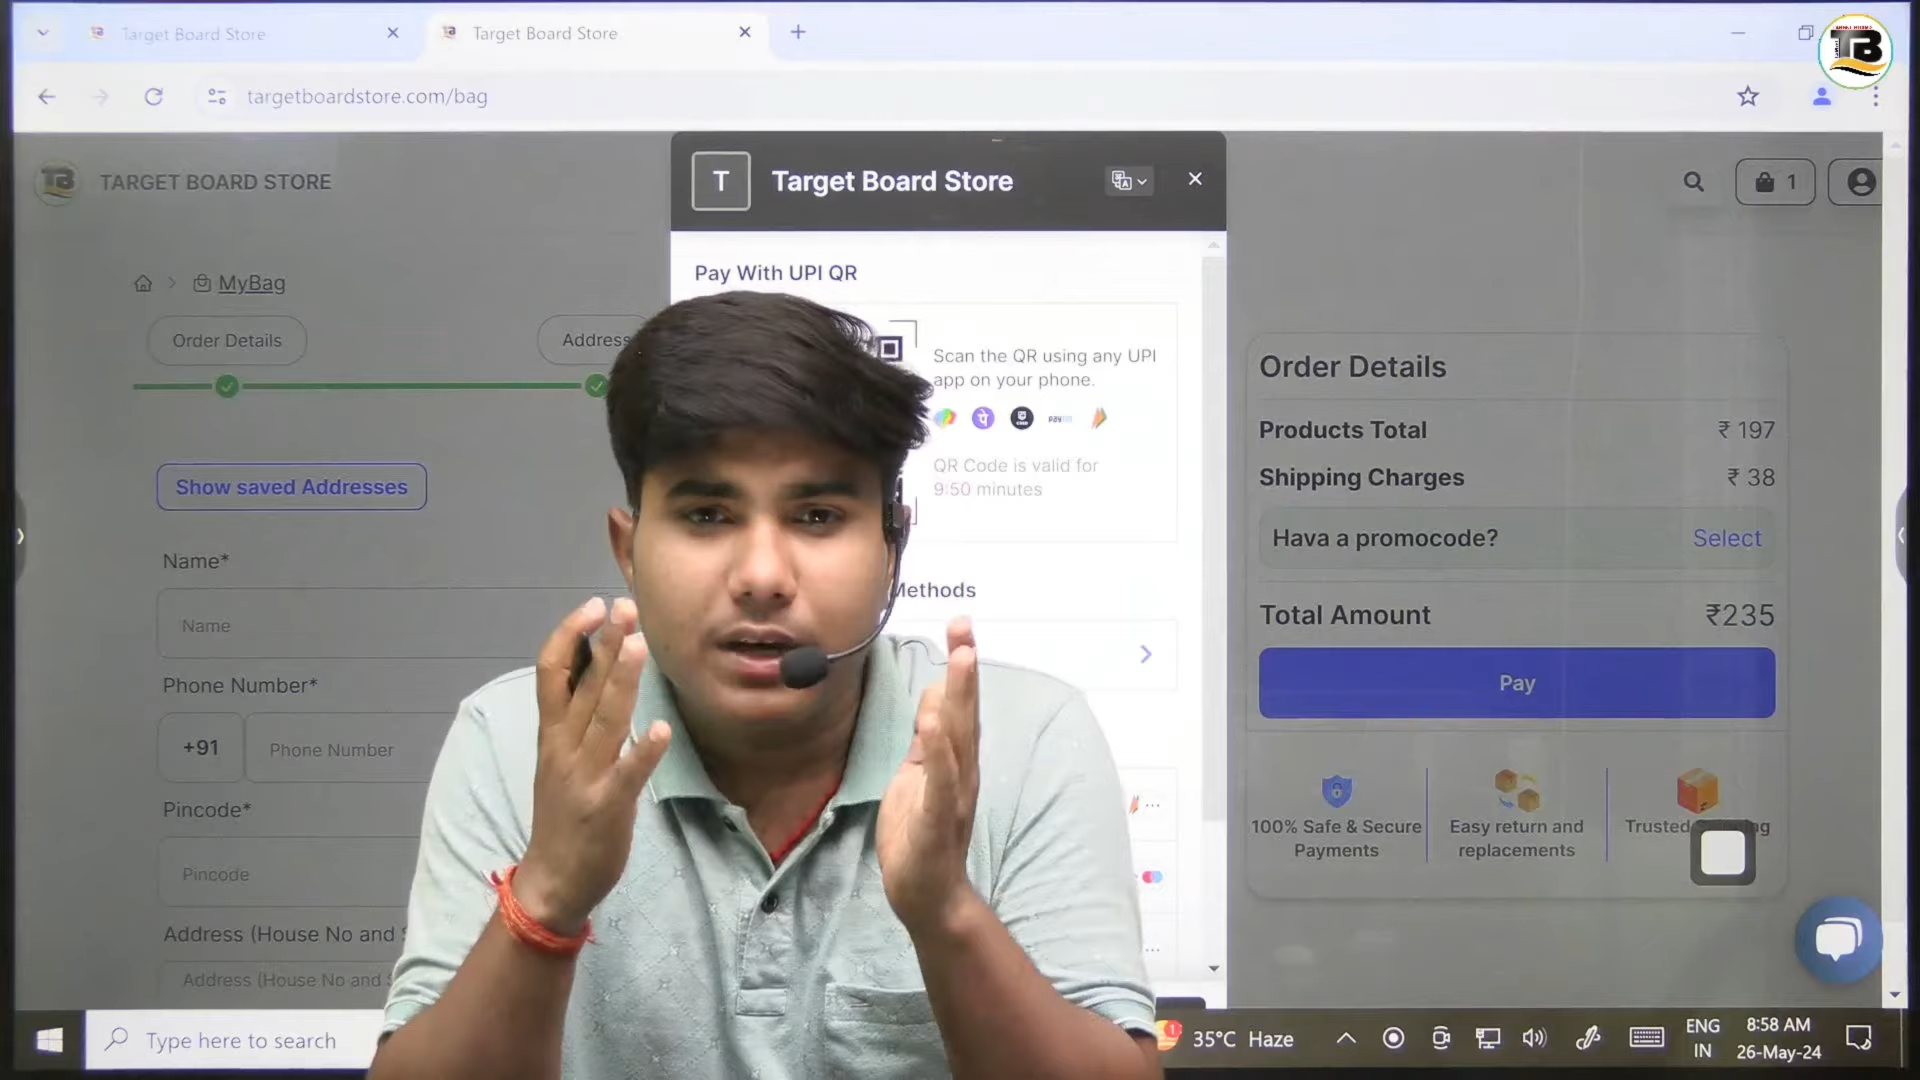 Target Board Store
Target Board Store
TB
targetboardstore.com/bag
TB
TARGET BOARD STORE
T
Target Board Store
1
MyBag
Order Details
Address
Show saved Addresses
Name*
Name
Phone Number*
+91
Phone Number
Pincode*
Pincode
Address (House No and
Address (House No and
Pay With UPI QR
Scan the QR using any UPI
app on your phone.
QR Code is valid for
9:50 minutes
Methods
Order Details
Products Total ₹ 197
Shipping Charges ₹ 38
Hava a promocode? Select
Total Amount ₹235
Pay
100% Safe & Secure
Payments
Easy return and
replacements
Trusted
Type here to search
1
35°C Haze
ENG
IN
8:58 AM
26-May-24